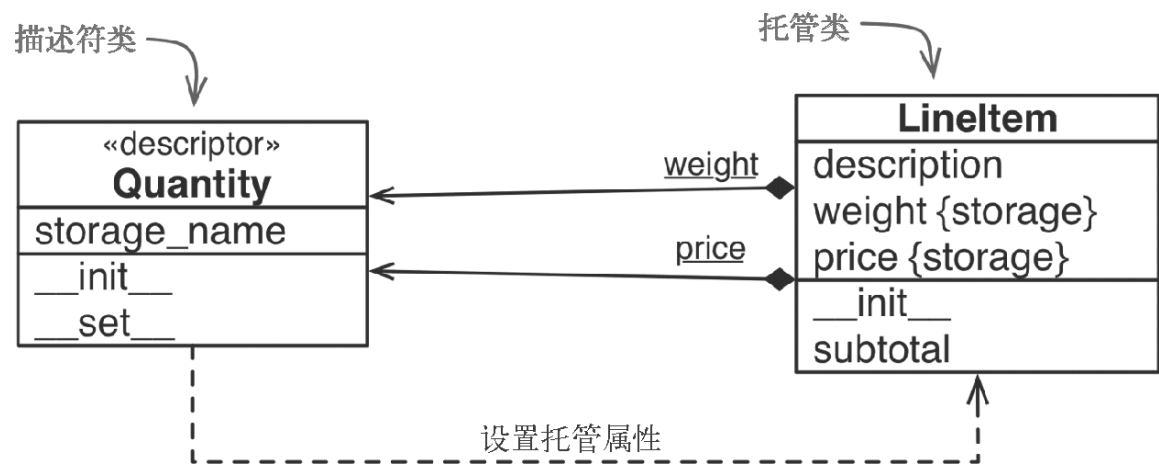 描述符类
托管类
«descriptor»
Quantity
storage_name
__init__
__set__
weight
price
LineItem
description
weight {storage}
price {storage}
__init__
subtotal
设置托管属性